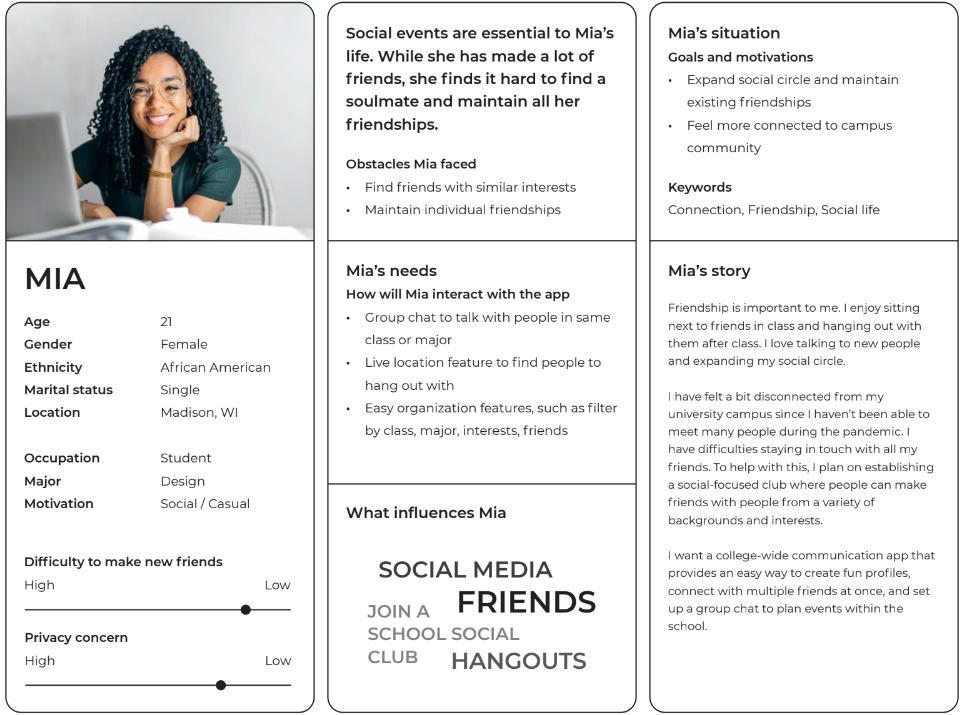 MIA
Age 21
Gender Female
Ethnicity African American
Marital status Single
Location Madison, WI
Occupation Student
Major Design
Motivation Social / Casual
Difficulty to make new friends
High Low
Privacy concern
High Low
Social events are essential to Mia’s
life. While she has made a lot of
friends, she finds it hard to find a
soulmate and maintain all her
friendships.
Obstacles Mia faced
• Find friends with similar interests
• Maintain individual friendships
Mia’s needs
How will Mia interact with the app
• Group chat to talk with people in same
class or major
• Live location feature to find people to
hang out with
• Easy organization features, such as filter
by class, major, interests, friends
What influences Mia
SOCIAL MEDIA
FRIENDS
JOIN A
SCHOOL SOCIAL
CLUB
HANGOUTS
Mia’s situation
Goals and motivations
• Expand social circle and maintain
existing friendships
• Feel more connected to campus
community
Keywords
Connection, Friendship, Social life
Mia’s story
Friendship is important to me. I enjoy sitting
next to friends in class and hanging out with
them after class. I love talking to new people
and expanding my social circle.
I have felt a bit disconnected from my
university campus since I haven’t been able to
meet many people during the pandemic. I
have difficulties staying in touch with all my
friends. To help with this, I plan on establishing
a social-focused club where people can make
friends with people from a variety of
backgrounds and interests.
I want a college-wide communication app that
provides an easy way to create fun profiles,
connect with multiple friends at once, and set
up a group chat to plan events within the
school.